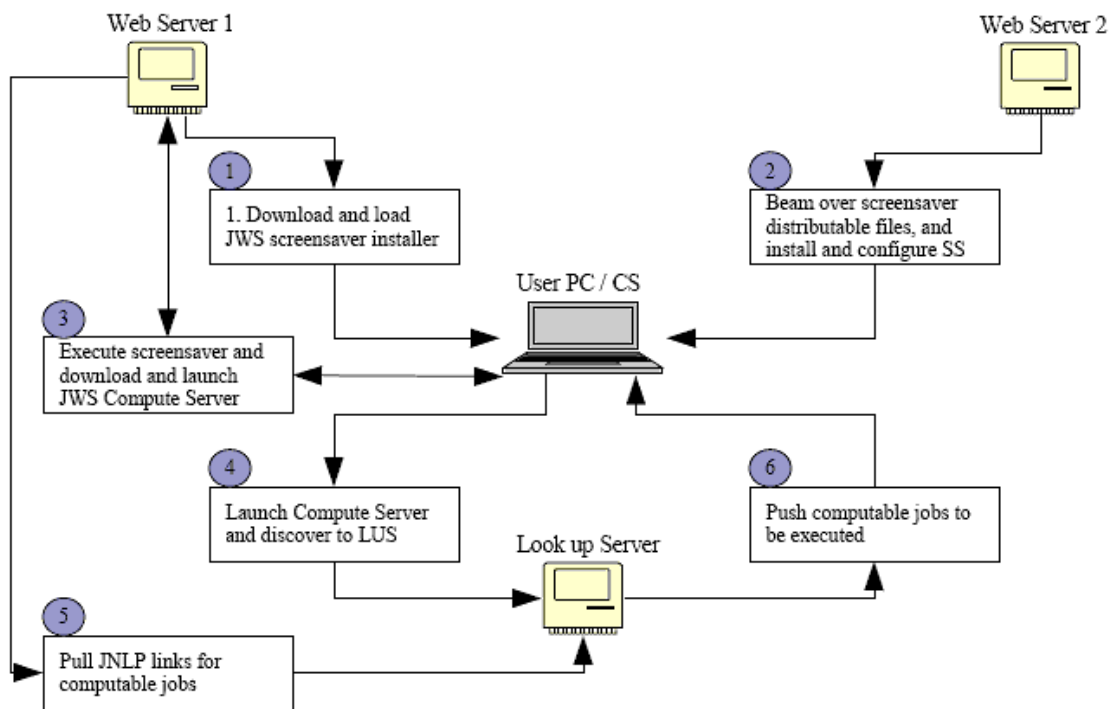 Web Server 1
Web Server 2
1
1. Download and load
JWS screensaver installer
2
Beam over screensaver
distributable files, and
install and configure SS
User PC / CS
3
Execute screensaver and
download and launch
JWS Compute Server
4
Launch Compute Server
and discover to LUS
6
Push computable jobs to
be executed
Look up Server
5
Pull JNLP links for
computable jobs